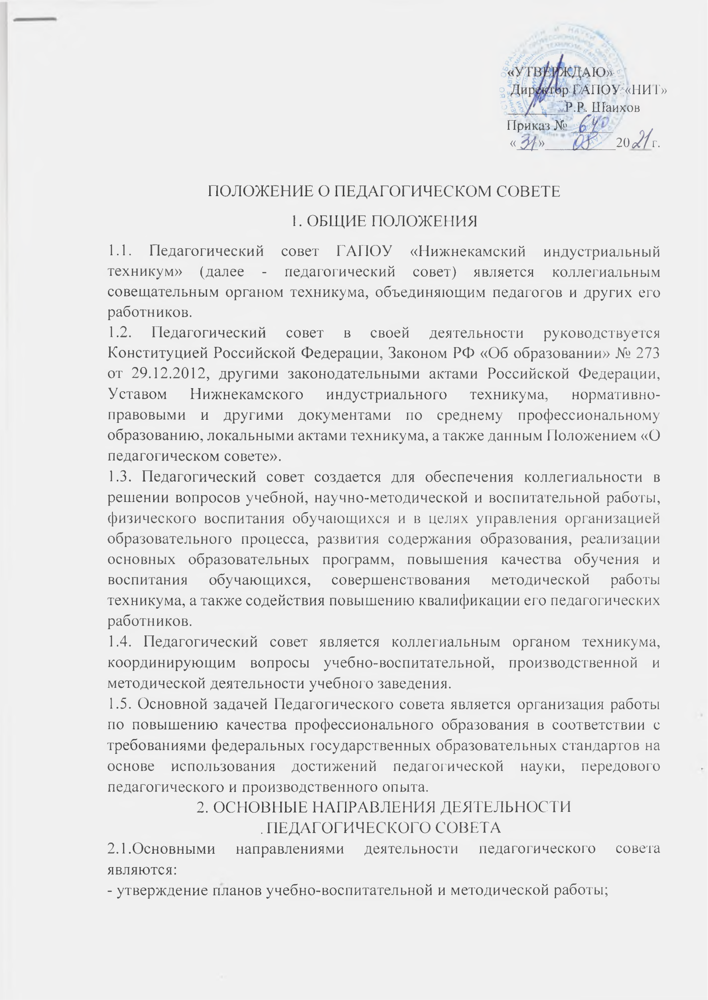 «УТВЕРЖДАЮ»
Директор ГАПОУ «НИТ»
Р.Р. Шаихов
Приказ № 640
«31» 08 2021 г.
ПОЛОЖЕНИЕ О ПЕДАГОГИЧЕСКОМ СОВЕТЕ
1. ОБЩИЕ ПОЛОЖЕНИЯ
1.1. Педагогический совет ГАПОУ «Нижнекамский индустриальный
техникум» (далее - педагогический совет) является коллегиальным
совещательным органом техникума, объединяющим педагогов и других его
работников.
1.2. Педагогический совет в своей деятельности руководствуется
Конституцией Российской Федерации, Законом РФ «Об образовании» № 273
от 29.12.2012, другими законодательными актами Российской Федерации,
Уставом Нижнекамского индустриального техникума, нормативно-
правовыми и другими документами по среднему профессиональному
образованию, локальными актами техникума, а также данным Положением «О
педагогическом совете».
1.3. Педагогический совет создается для обеспечения коллегиальности в
решении вопросов учебной, научно-методической и воспитательной работы,
физического воспитания обучающихся и в целях управления организацией
образовательного процесса, развития содержания образования, реализации
основных образовательных программ, повышения качества обучения и
воспитания обучающихся, совершенствования методической работы
техникума, а также содействия повышению квалификации его педагогических
работников.
1.4. Педагогический совет является коллегиальным органом техникума,
координирующим вопросы учебно-воспитательной, производственной и
методической деятельности учебного заведения.
1.5. Основной задачей Педагогического совета является организация работы
по повышению качества профессионального образования в соответствии с
требованиями федеральных государственных образовательных стандартов на
основе использования достижений педагогической науки, передового
педагогического и производственного опыта.
2. ОСНОВНЫЕ НАПРАВЛЕНИЯ ДЕЯТЕЛЬНОСТИ
. ПЕДАГОГИЧЕСКОГО СОВЕТА
2.1.Основными направлениями деятельности педагогического совета
являются:
- утверждение планов учебно-воспитательной и методической работы;